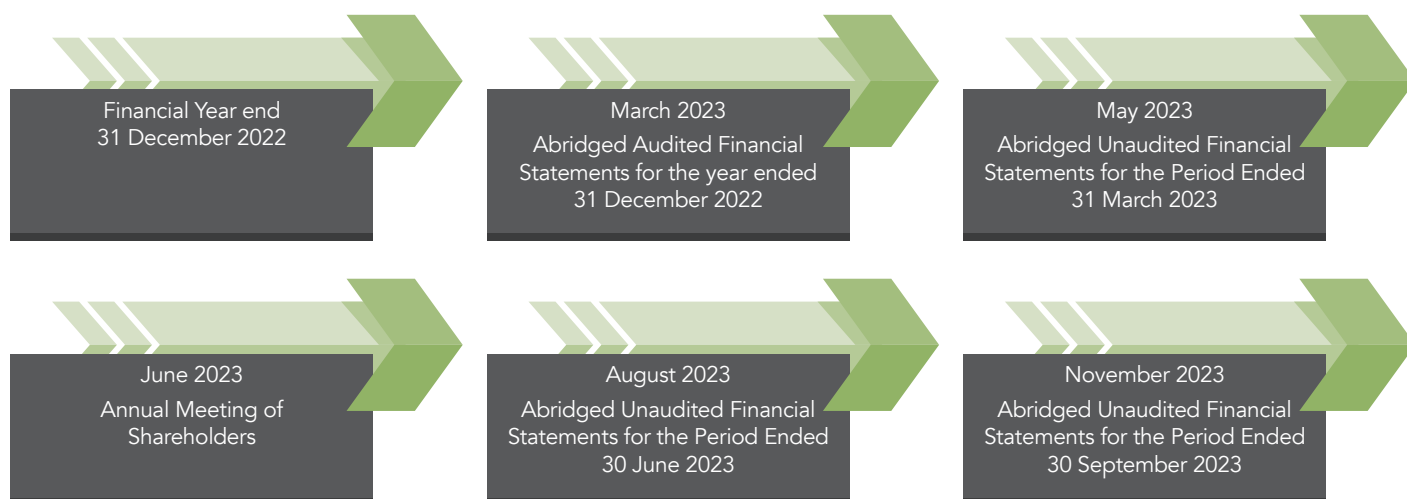 Financial Year end
31 December 2022
March 2023
Abridged Audited Financial
Statements for the year ended
31 December 2022
May 2023
Abridged Unaudited Financial
Statements for the Period Ended
31 March 2023
June 2023
Annual Meeting of
Shareholders
August 2023
Abridged Unaudited Financial
Statements for the Period Ended
30 June 2023
November 2023
Abridged Unaudited Financial
Statements for the Period Ended
30 September 2023